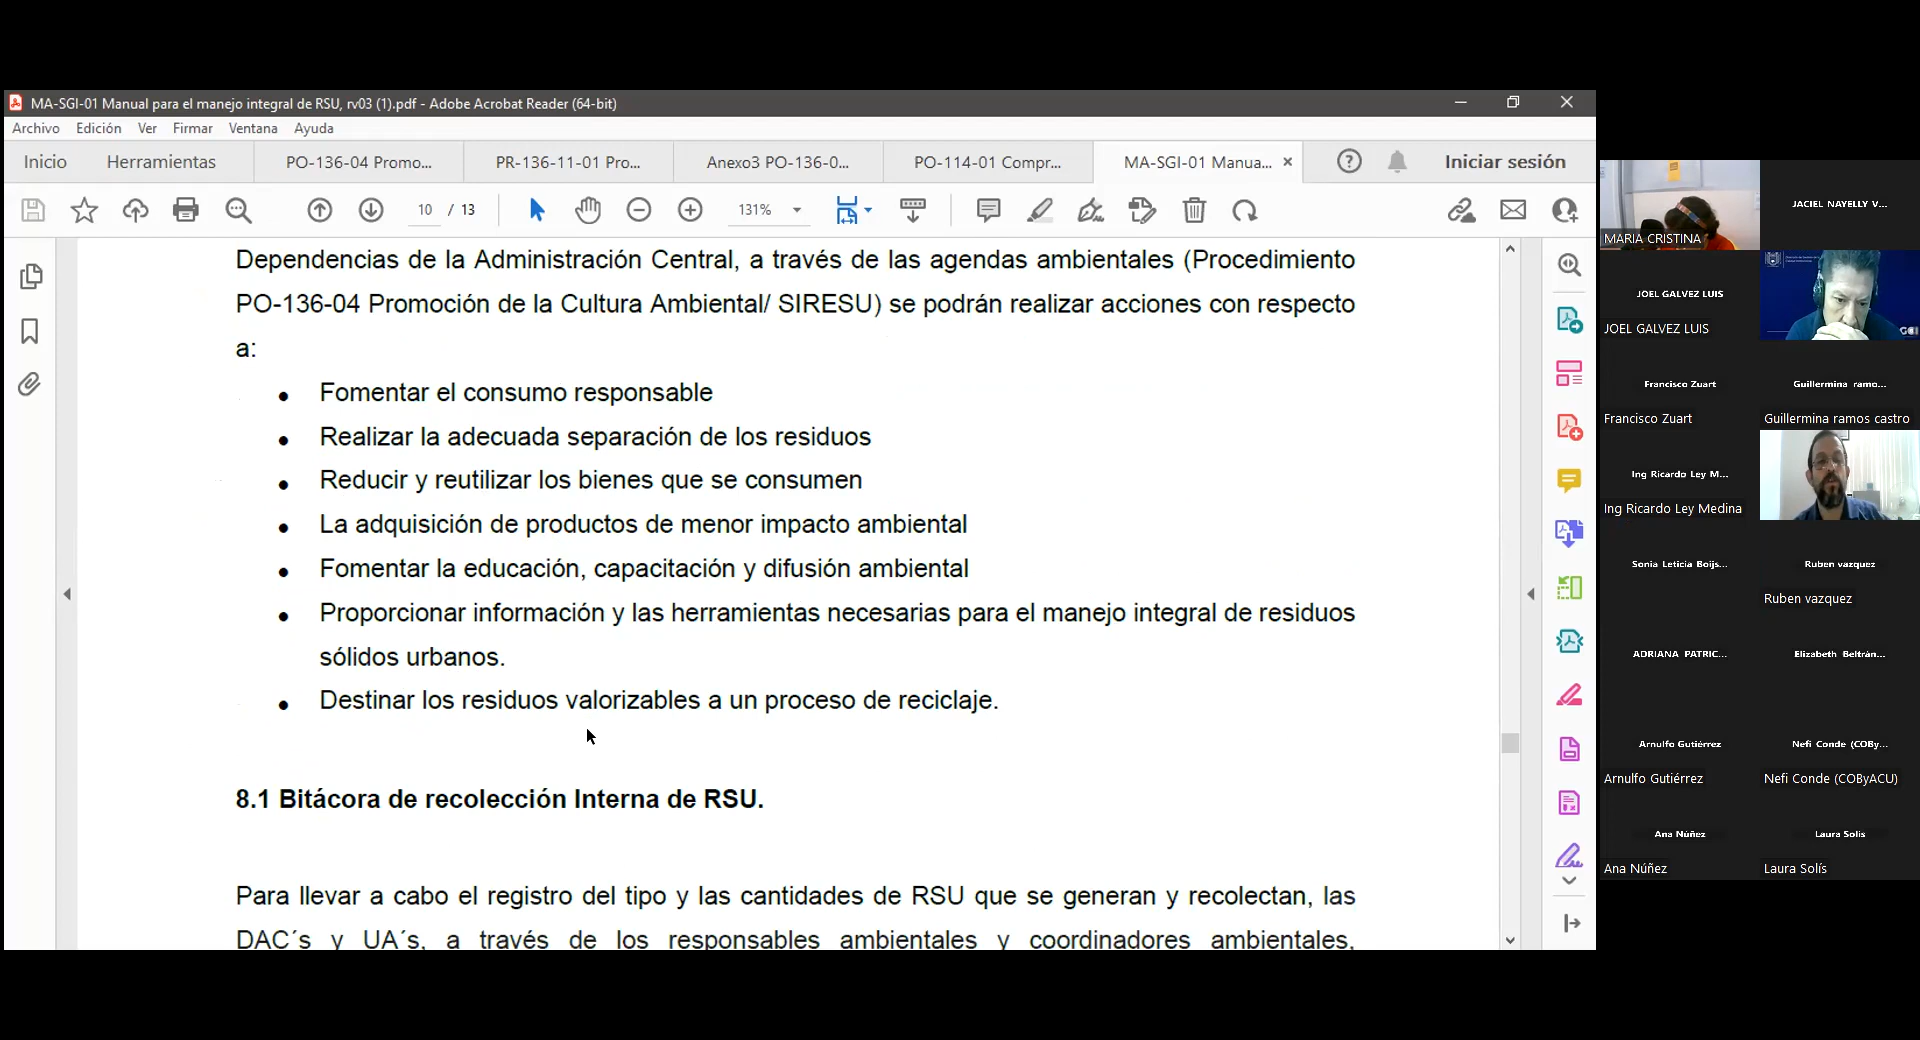 MA-SGI-01 Manual para el manejo integral de RSU, rv03 (1).pdf - Adobe Acrobat Reader (64-bit)
Archivo Edición Ver Firmar Ventana Ayuda
Inicio Herramientas PO-136-04 Promo... PR-136-11-01 Pro... Anexo3 PO-136-0... PO-114-01 Compr... MA-SGI-01 Manua... Iniciar sesión
10 / 13 131%
Dependencias de la Administración Central, a través de las agendas ambientales (Procedimiento
PO-136-04 Promoción de la Cultura Ambiental/ SIRESU) se podrán realizar acciones con respecto
a:
• Fomentar el consumo responsable
• Realizar la adecuada separación de los residuos
• Reducir y reutilizar los bienes que se consumen
• La adquisición de productos de menor impacto ambiental
• Fomentar la educación, capacitación y difusión ambiental
• Proporcionar información y las herramientas necesarias para el manejo integral de residuos
sólidos urbanos.
• Destinar los residuos valorizables a un proceso de reciclaje.
8.1 Bitácora de recolección Interna de RSU.
Para llevar a cabo el registro del tipo y las cantidades de RSU que se generan y recolectan, las
DAC´s y UA´s, a través de los responsables ambientales y coordinadores ambientales,
MARIA CRISTINA
JACIEL NAYELLY V...
JOEL GALVEZ LUIS
JOEL GALVEZ LUIS
Francisco Zuart
Francisco Zuart
Guillermina ramo...
Guillermina ramos castro
Ing Ricardo Ley M...
Ing Ricardo Ley Medina
Sonia Leticia Boijs...
Ruben vazquez
Ruben vazquez
ADRIANA PATRIC...
Elizabeth Beltrán...
Arnulfo Gutiérrez
Arnulfo Gutiérrez
Nefi Conde (COBy...
Nefi Conde (COByACU)
Ana Núñez
Ana Núñez
Laura Solís
Laura Solís